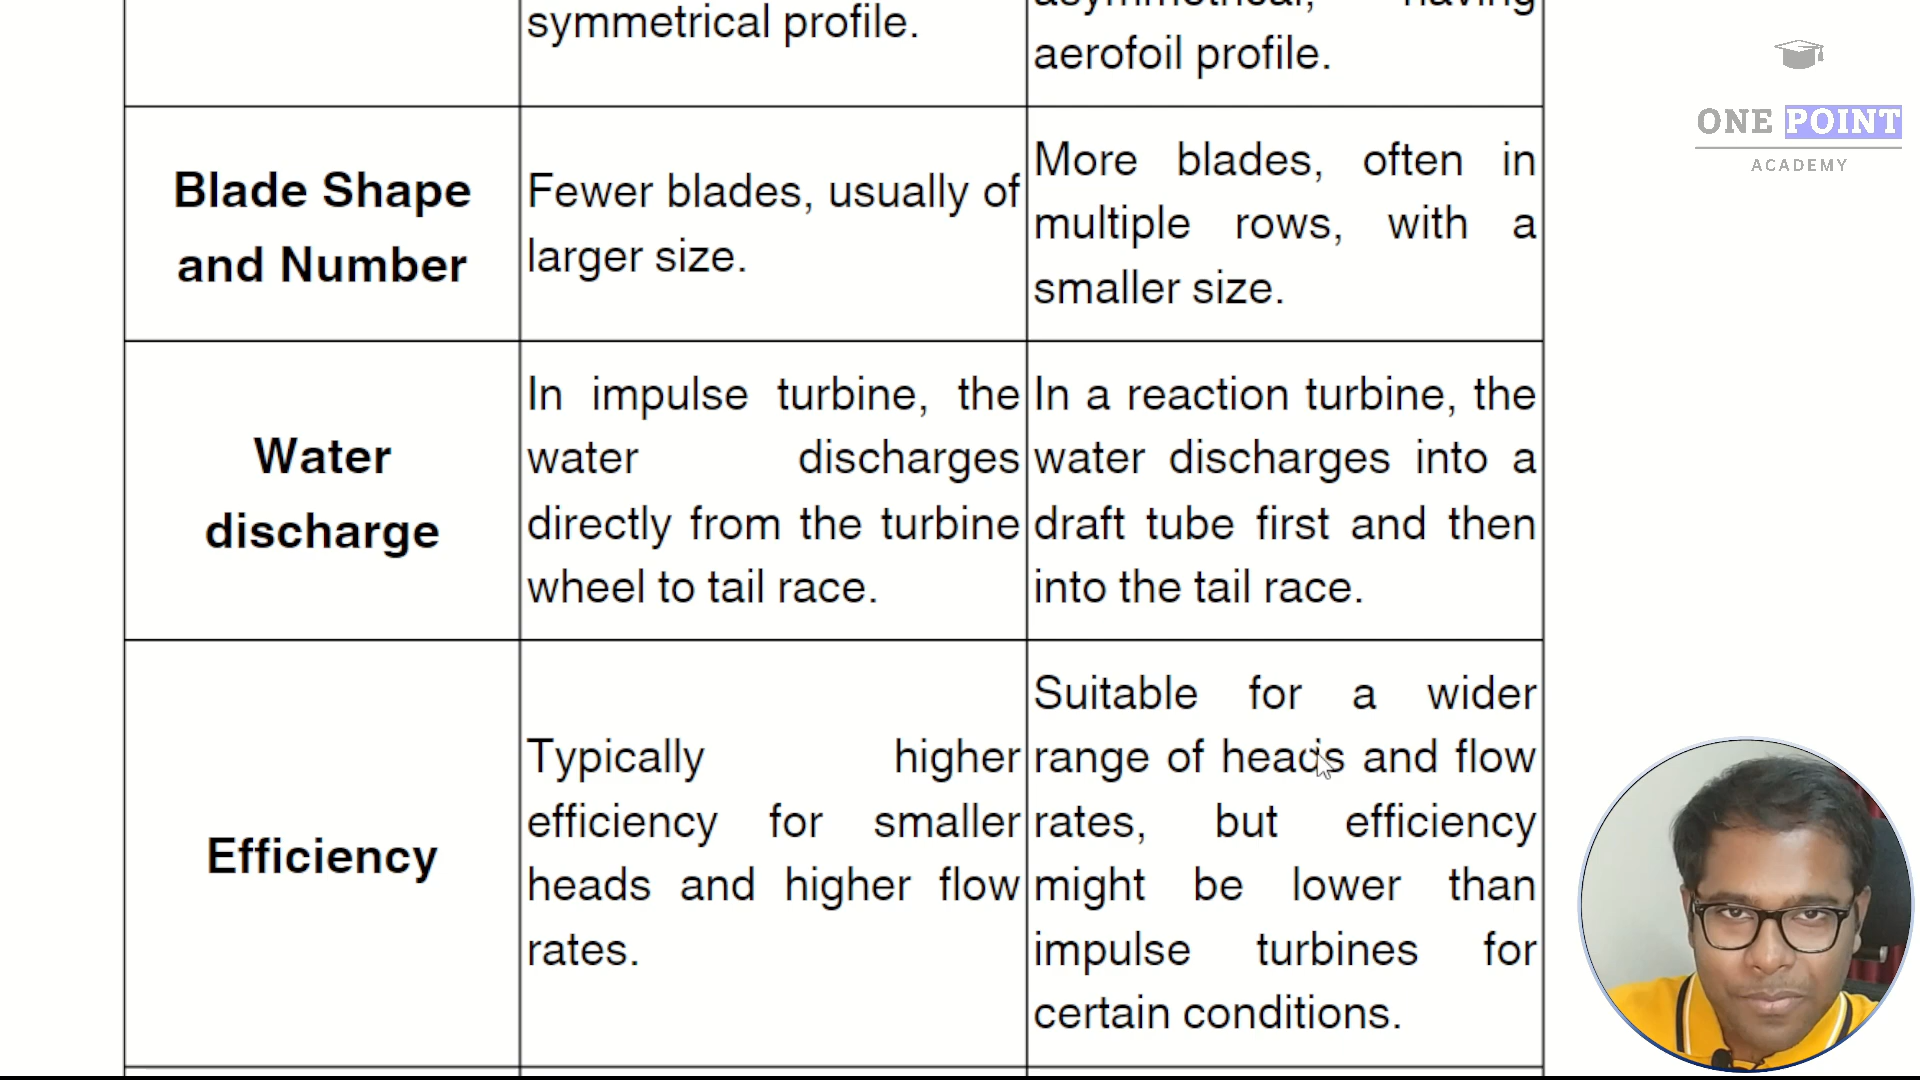 symmetrical profile.
asymmetrical, having
aerofoil profile.
ONE POINT
ACADEMY
Blade Shape
and Number
Fewer blades, usually of
larger size.
More blades, often in
multiple rows, with a
smaller size.
Water
discharge
In impulse turbine, the
water discharges
directly from the turbine
wheel to tail race.
In a reaction turbine, the
water discharges into a
draft tube first and then
into the tail race.
Efficiency
Typically higher
efficiency for smaller
heads and higher flow
rates.
Suitable for a wider
range of heads and flow
rates, but efficiency
might be lower than
impulse turbines for
certain conditions.